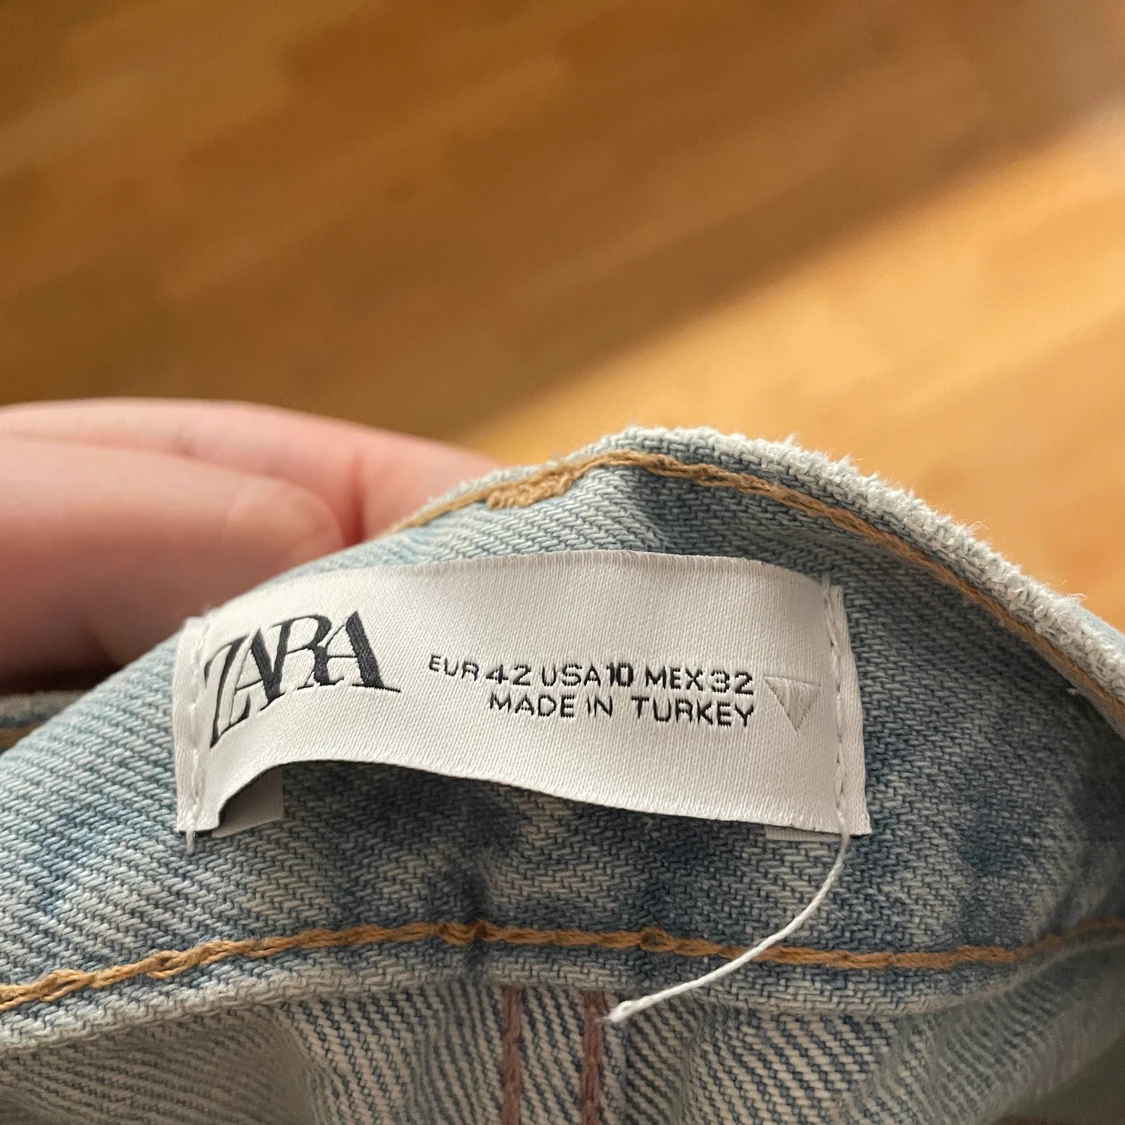 ZARA
EUR 42 USA 10 MEX 32
MADE IN TURKEY